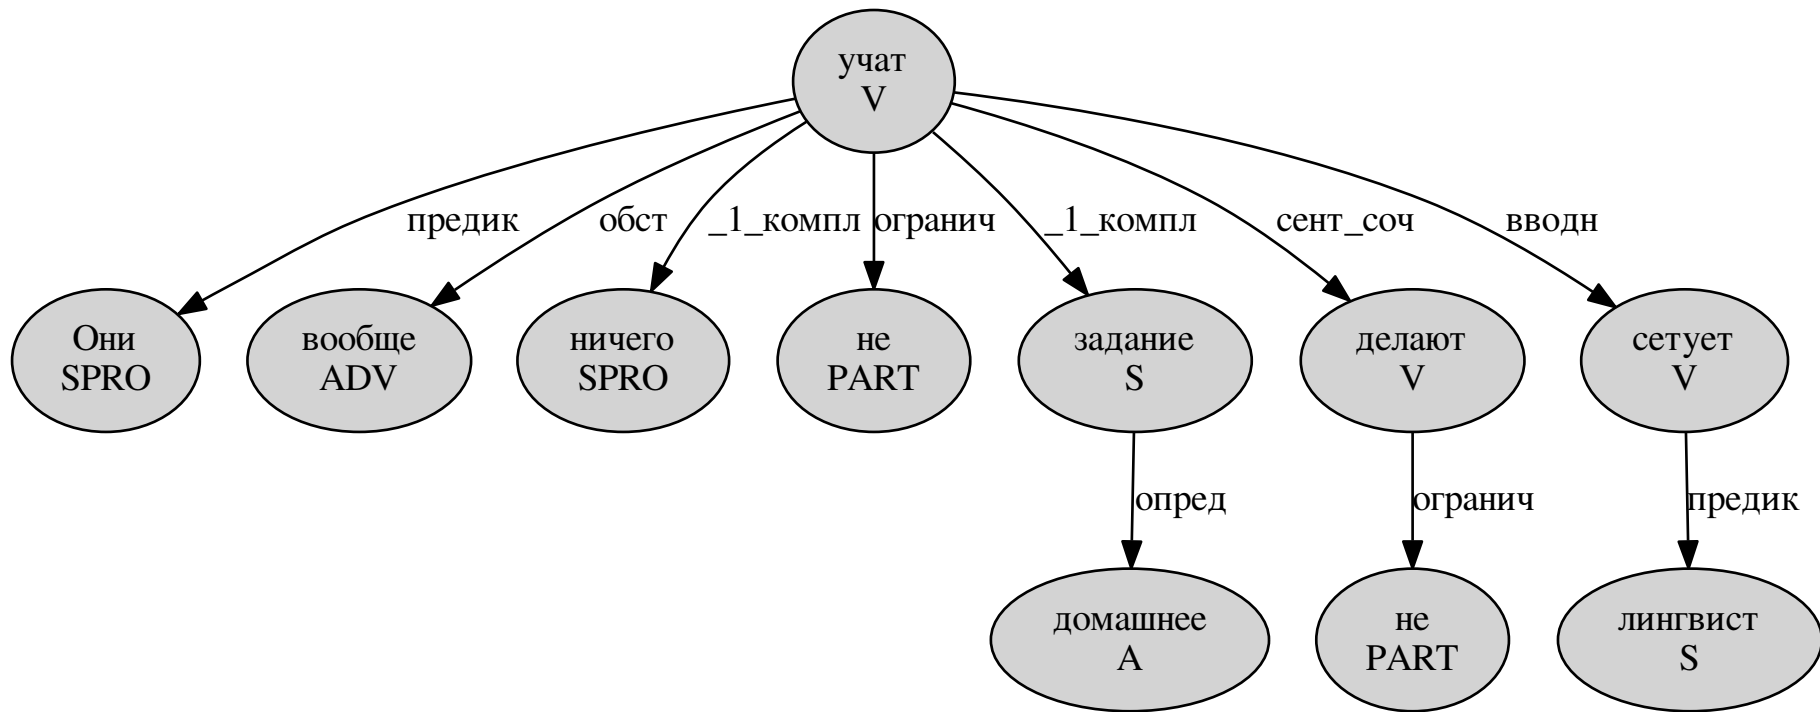 учат
V
предик
обст
_1_компл
огранич
_1_компл
сент_соч
вводн
Они
SPRO
вообще
ADV
ничего
SPRO
не
PART
задание
S
делают
V
сетует
V
опред
огранич
предик
домашнее
A
не
PART
лингвист
S